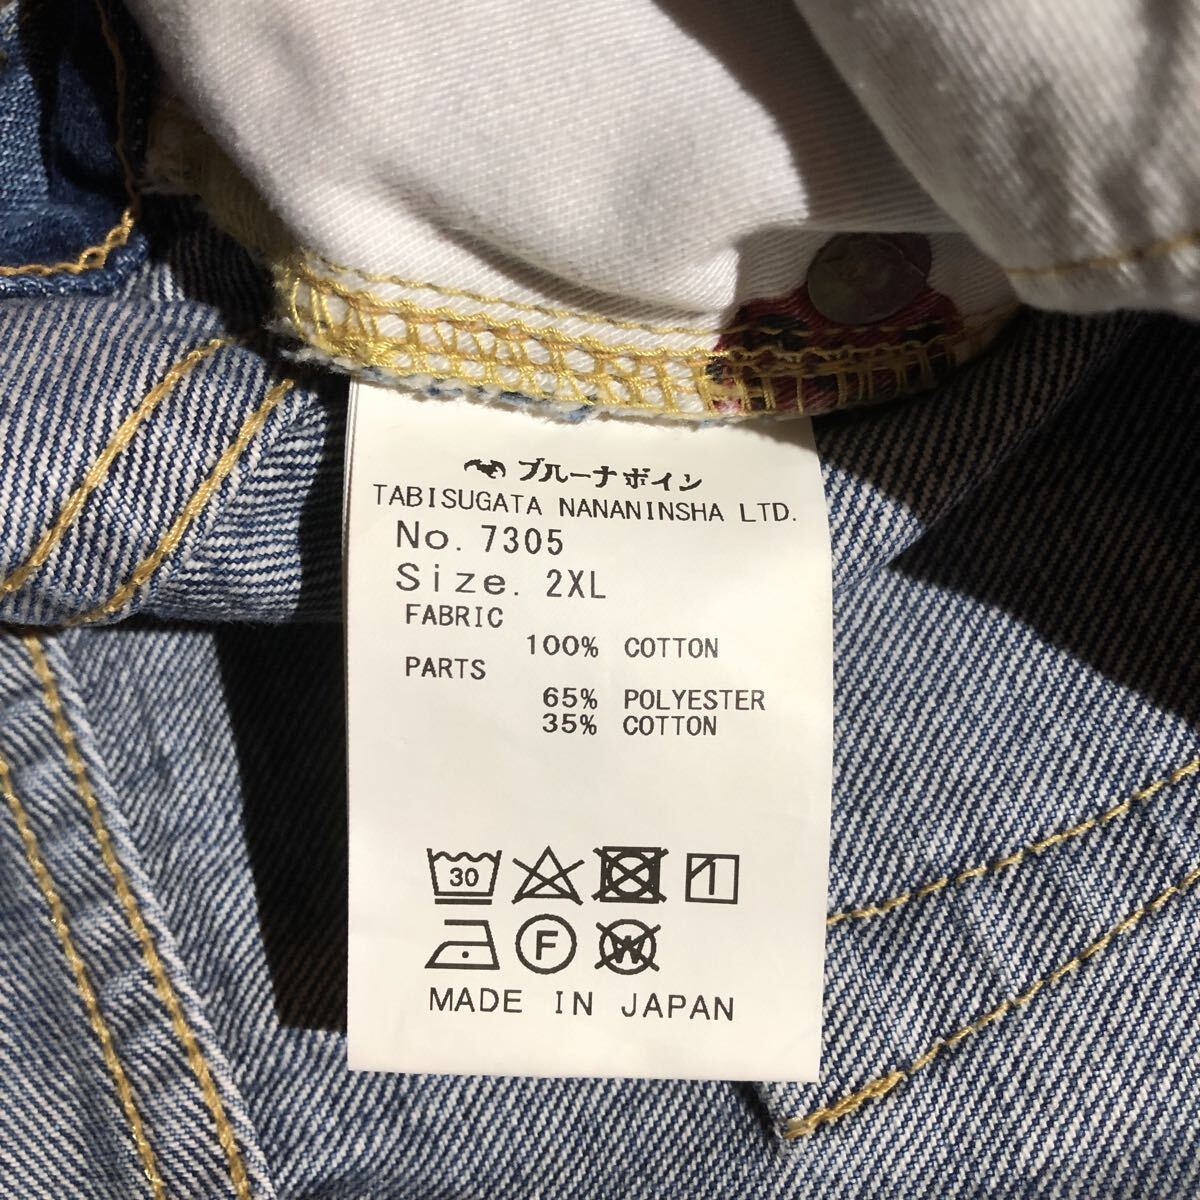 ブルーナボイン
TABISUGATA NANANINSHA LTD.
No. 7305
Size. 2XL
FABRIC
100% COTTON
PARTS
65% POLYESTER
35% COTTON
30
F W
MADE IN JAPAN